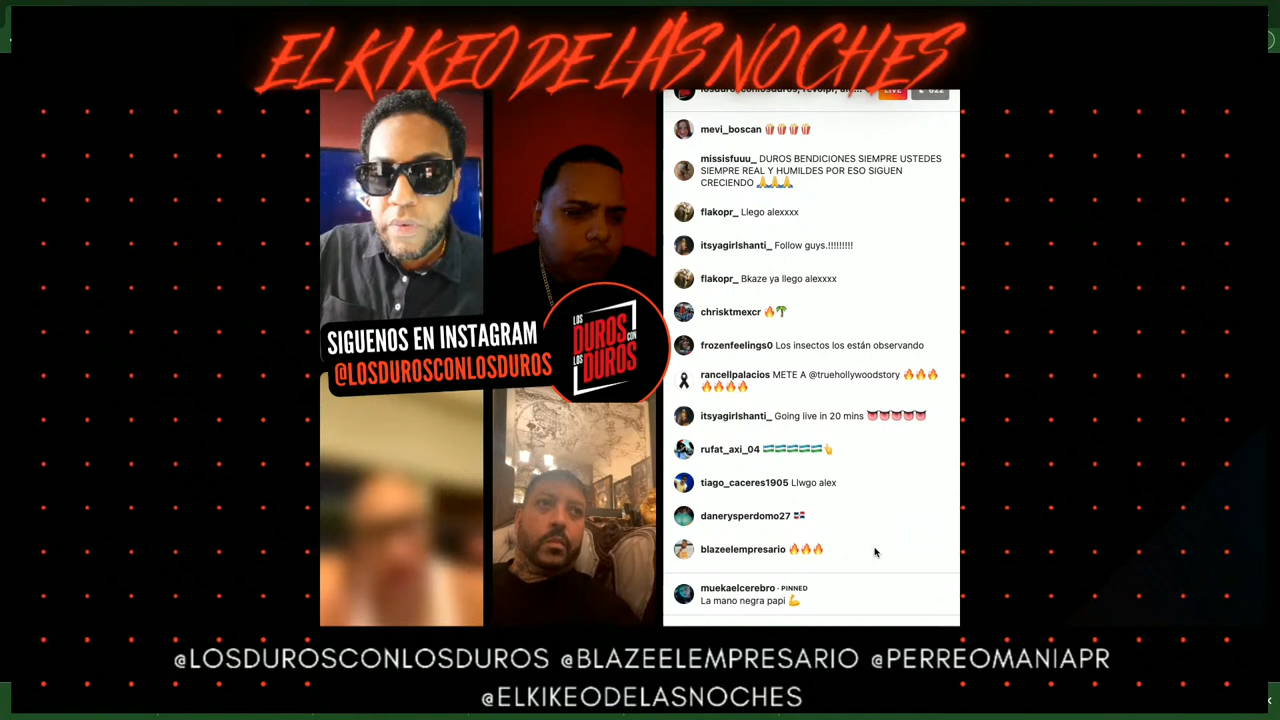 EL KIKEO DE LAS NOCHES
LIVE
622
mevi_boscan 🍿🍿🍿🍿
missisfuuu_ DUROS BENDICIONES SIEMPRE USTEDES
SIEMPRE REAL Y HUMILDES POR ESO SIGUEN
CRECIENDO 🙏🙏🙏
flakopr_ Llego alexxxx
itsyagirlshanti_ Follow guys.!!!!!!!!!
flakopr_ Bkaze ya llego alexxxx
chrisktmexcr 🔥🌴
frozenfeelings0 Los insectos los están observando
rancellpalacios METE A @truehollywoodstory 🔥🔥🔥
🔥🔥🔥🔥
itsyagirlshanti_ Going live in 20 mins 👅👅👅👅👅
rufat_axi_04 🇺🇿🇺🇿🇺🇿🇺🇿🇺🇿👆
tiago_caceres1905 Llwgo alex
danerysperdomo27 🇩🇴
blazeelempresario 🔥🔥🔥
muekaelcerebro · PINNED
La mano negra papi 💪
SIGUENOS EN INSTAGRAM
@LOSDUROSCONLOSDUROS
LOS
DUROS
CON
LOS
DUROS
@LOSDUROSCONLOSDUROS @BLAZEELEMPRESARIO @PERREOMANIAPR
@ELKIKEODELASNOCHES